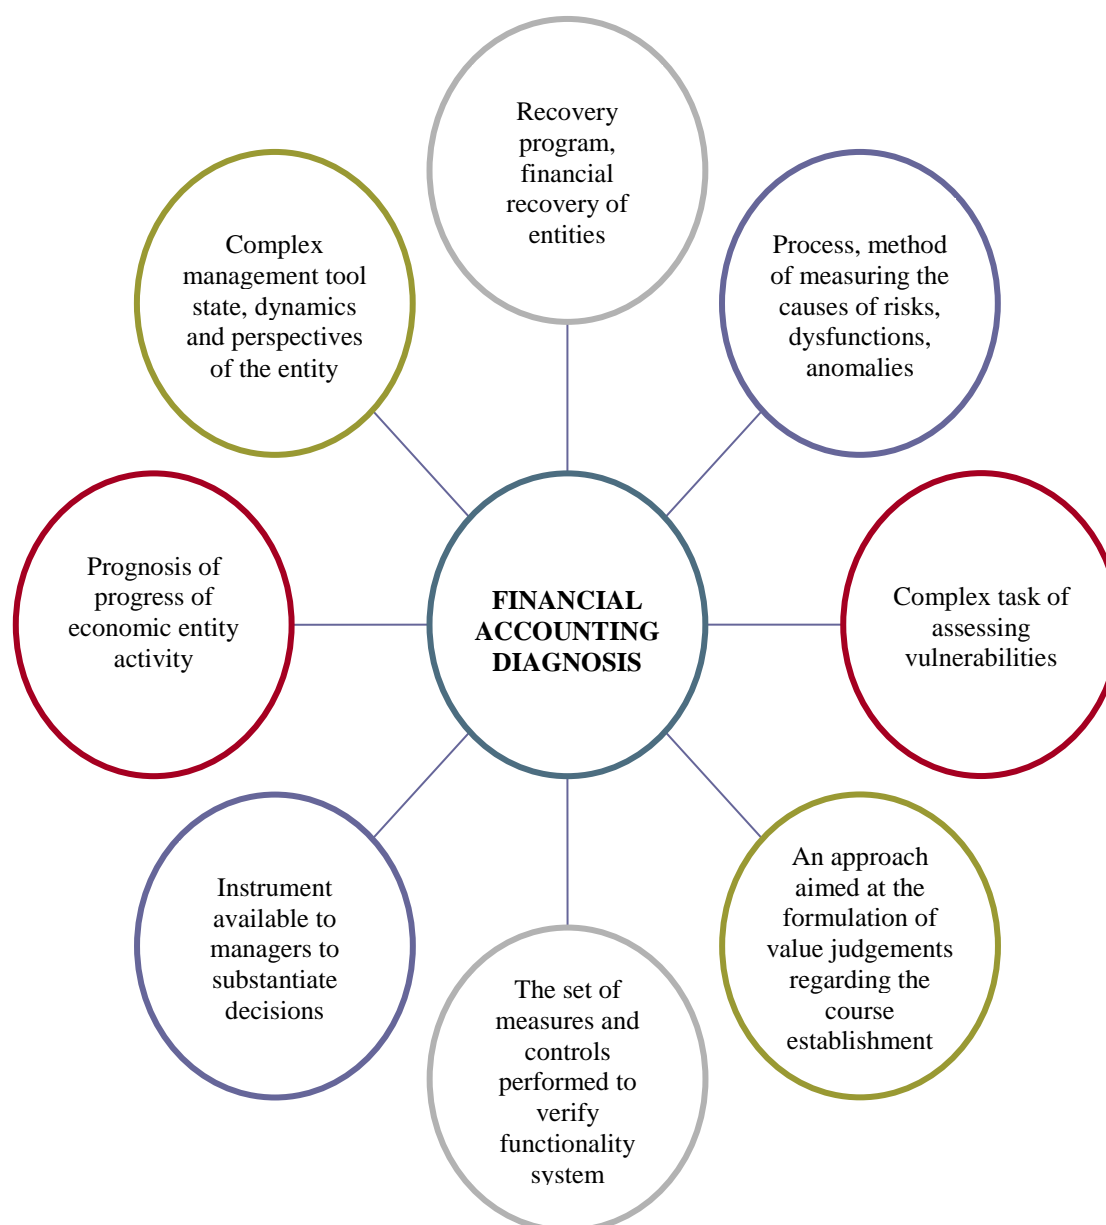 Recovery
program,
financial
recovery of
entities
Process, method
of measuring the
causes of risks,
dysfunctions,
anomalies
Complex task of
assessing
vulnerabilities
An approach
aimed at the
formulation of
value judgements
regarding the
course
establishment
The set of
measures and
controls
performed to
verify
functionality
system
Instrument
available to
managers to
substantiate
decisions
Prognosis of
progress of
economic entity
activity
Complex
management tool
state, dynamics
and perspectives
of the entity
FINANCIAL
ACCOUNTING
DIAGNOSIS